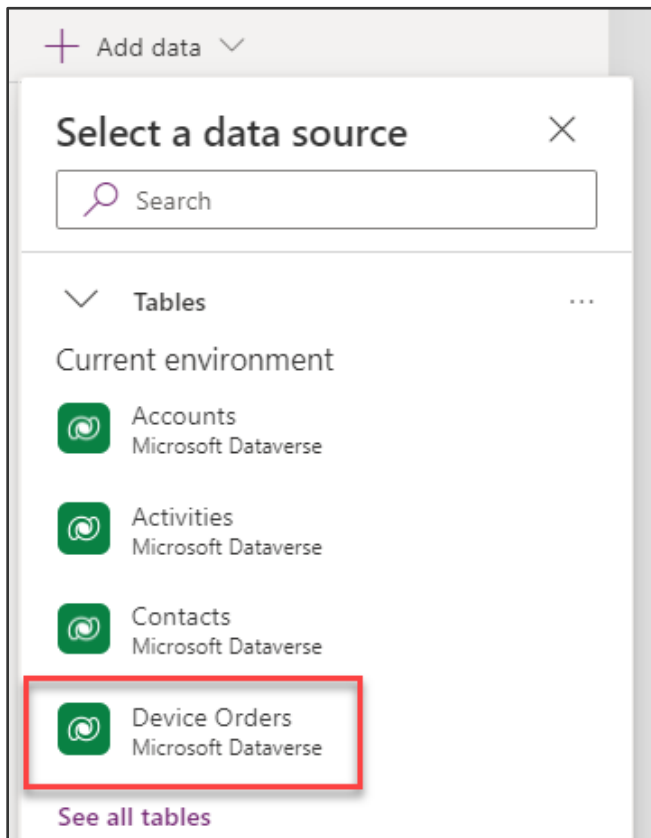 Add data
Select a data source
Search
Tables
...
Current environment
Accounts
Microsoft Dataverse
Activities
Microsoft Dataverse
Contacts
Microsoft Dataverse
Device Orders
Microsoft Dataverse
See all tables